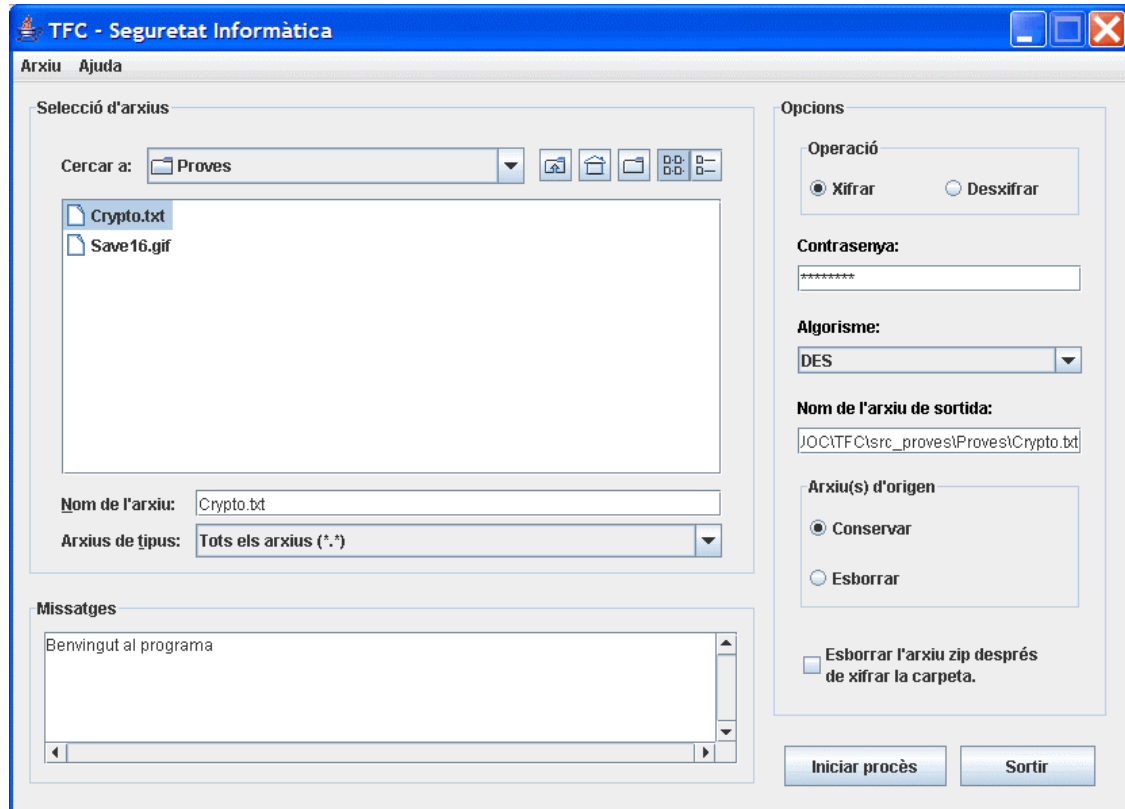 TFC - Seguretat Informàtica
Arxiu Ajuda
Selecció d'arxius
Cercar a: Proves
Crypto.txt
Save16.gif
Nom de l'arxiu: Crypto.txt
Arxius de tipus: Tots els arxius (*.*)
Missatges
Benvingut al programa
Opcions
Operació
Xifrar Desxifrar
Contrasenya:
********
Algorisme:
DES
Nom de l'arxiu de sortida:
JOC\TFC\src_proves\Proves\Crypto.txt
Arxiu(s) d'origen
Conservar
Esborrar
Esborrar l'arxiu zip després
de xifrar la carpeta.
Iniciar procès Sortir